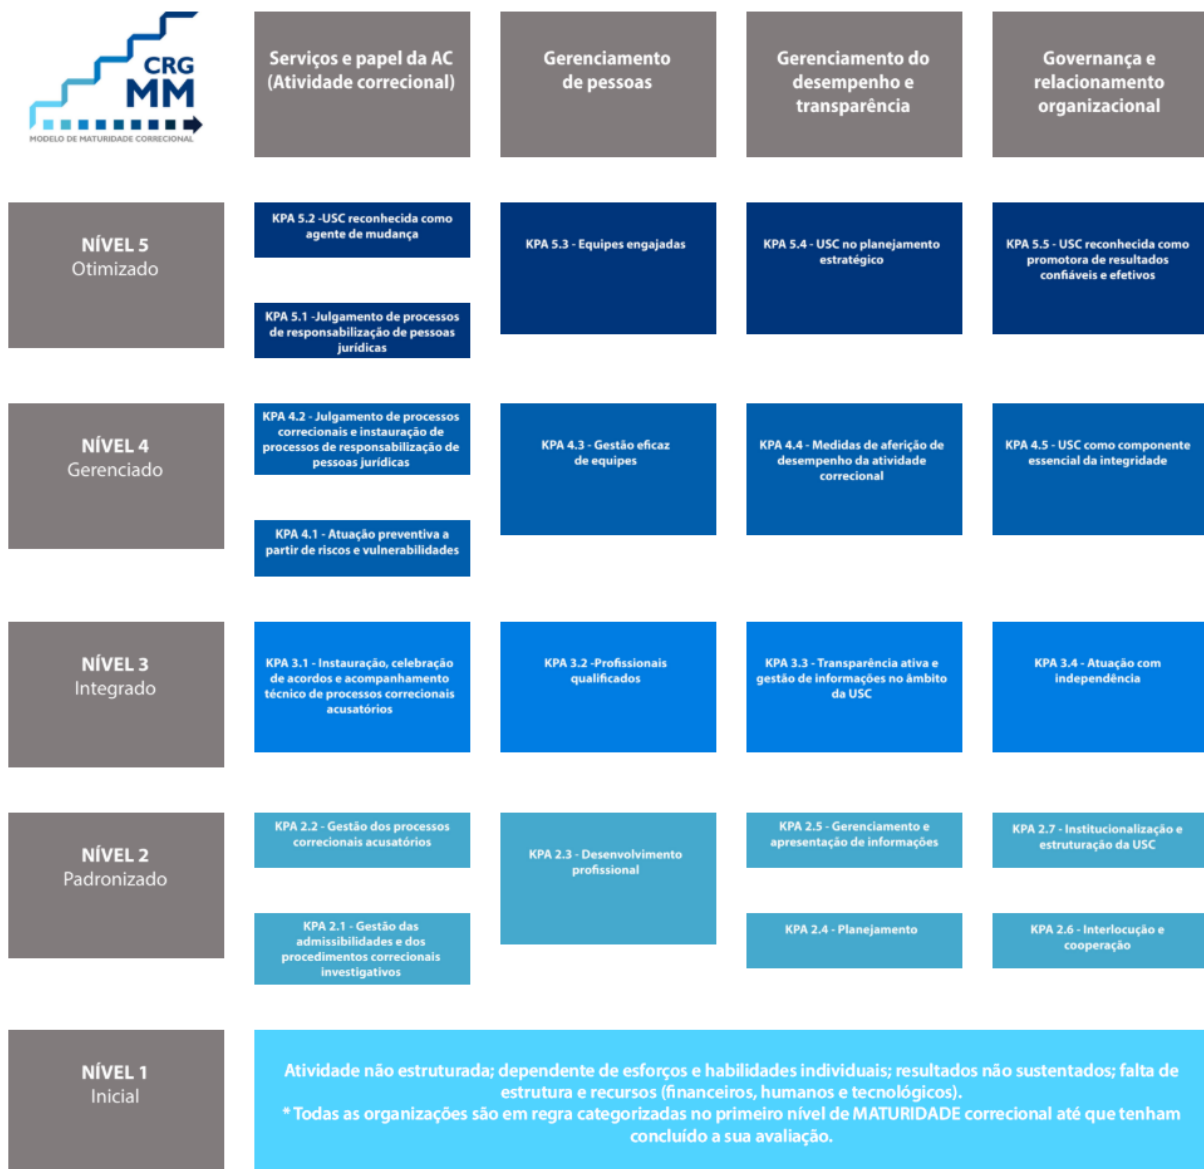 CRG
MM
MODELO DE MATURIDADE CORRECIONAL
Serviços e papel da AC
(Atividade correcional)
Gerenciamento
de pessoas
Gerenciamento do
desempenho e
transparência
Governança e
relacionamento
organizacional
NÍVEL 5
Otimizado
KPA 5.2 -USC reconhecida como
agente de mudança
KPA 5.1 -Julgamento de processos
de responsabilização de pessoas
jurídicas
KPA 5.3 - Equipes engajadas
KPA 5.4 - USC no planejamento
estratégico
KPA 5.5 - USC reconhecida como
promotora de resultados
confiáveis e efetivos
NÍVEL 4
Gerenciado
KPA 4.2 - Julgamento de processos
correcionais e instauração de
processos de responsabilização de
pessoas jurídicas
KPA 4.1 - Atuação preventiva a
partir de riscos e vulnerabilidades
KPA 4.3 - Gestão eficaz
de equipes
KPA 4.4 - Medidas de aferição de
desempenho da atividade
correcional
KPA 4.5 - USC como componente
essencial da integridade
NÍVEL 3
Integrado
KPA 3.1 - Instauração, celebração
de acordos e acompanhamento
técnico de processos correcionais
acusatórios
KPA 3.2 -Profissionais
qualificados
KPA 3.3 - Transparência ativa e
gestão de informações no âmbito
da USC
KPA 3.4 - Atuação com
independência
NÍVEL 2
Padronizado
KPA 2.2 - Gestão dos processos
correcionais acusatórios
KPA 2.1 - Gestão das
admissibilidades e dos
procedimentos correcionais
investigativos
KPA 2.3 - Desenvolvimento
profissional
KPA 2.5 - Gerenciamento e
apresentação de informações
KPA 2.4 - Planejamento
KPA 2.7 - Institucionalização e
estruturação da USC
KPA 2.6 - Interlocução e
cooperação
NÍVEL 1
Inicial
Atividade não estruturada; dependente de esforços e habilidades individuais; resultados não sustentados; falta de
estrutura e recursos (financeiros, humanos e tecnológicos).
* Todas as organizações são em regra categorizadas no primeiro nível de MATURIDADE correcional até que tenham
concluído a sua avaliação.